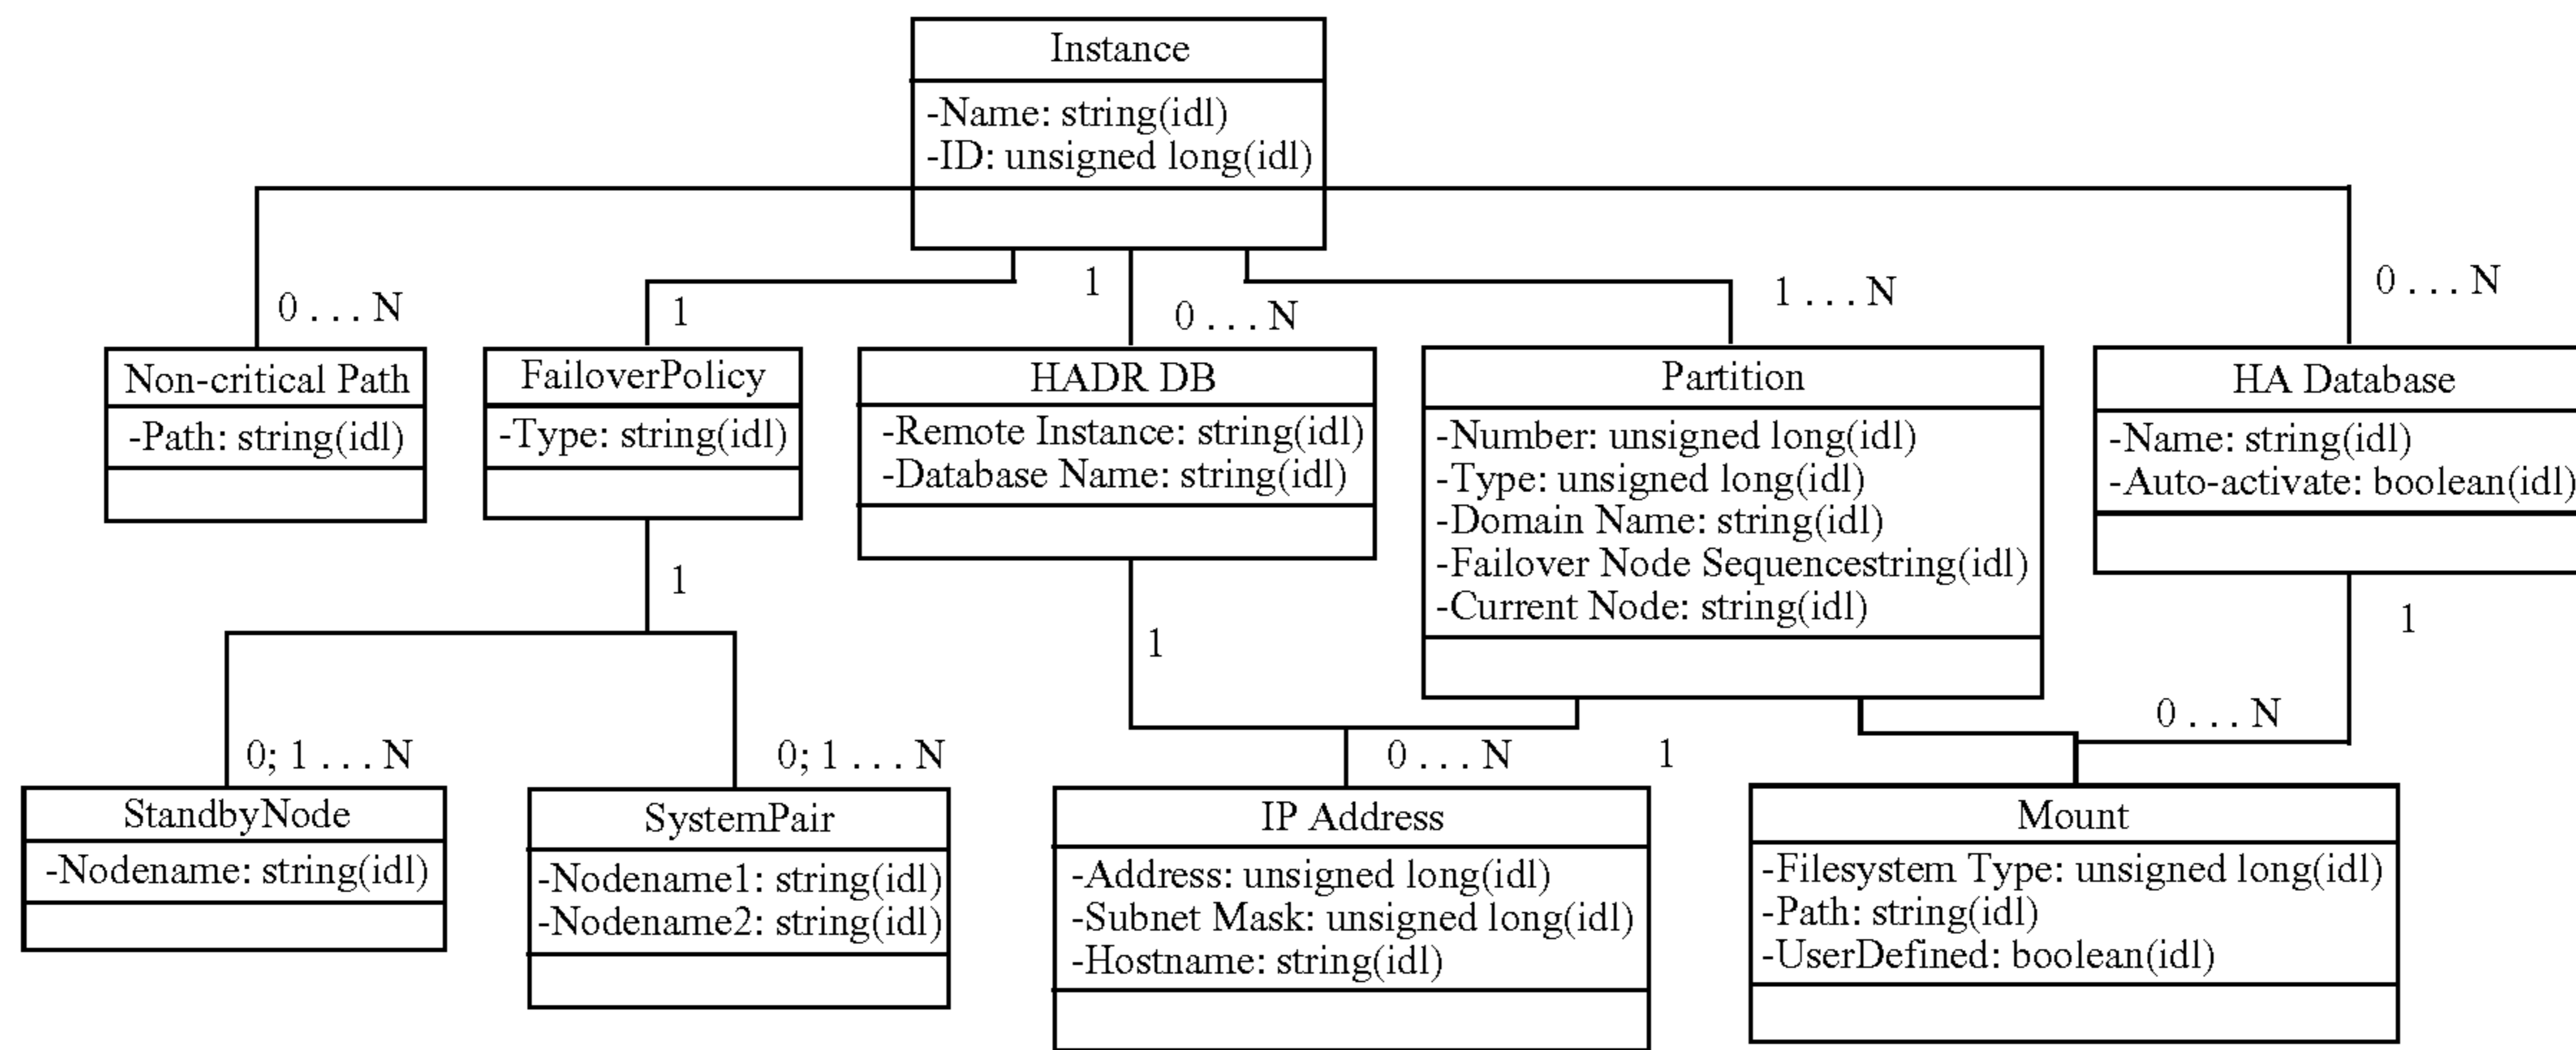 Instance
-Name: string(idl)
-ID: unsigned long(idl)
0 . . . N
1
1
0 . . . N
1 . . . N
0 . . . N
Non-critical Path
-Path: string(idl)
FailoverPolicy
-Type: string(idl)
HADR DB
-Remote Instance: string(idl)
-Database Name: string(idl)
Partition
-Number: unsigned long(idl)
-Type: unsigned long(idl)
-Domain Name: string(idl)
-Failover Node Sequencestring(idl)
-Current Node: string(idl)
HA Database
-Name: string(idl)
-Auto-activate: boolean(idl)
1
1
1
0; 1 . . . N
0; 1 . . . N
0 . . . N
1
0 . . . N
StandbyNode
-Nodename: string(idl)
SystemPair
-Nodename1: string(idl)
-Nodename2: string(idl)
IP Address
-Address: unsigned long(idl)
-Subnet Mask: unsigned long(idl)
-Hostname: string(idl)
Mount
-Filesystem Type: unsigned long(idl)
-Path: string(idl)
-UserDefined: boolean(idl)